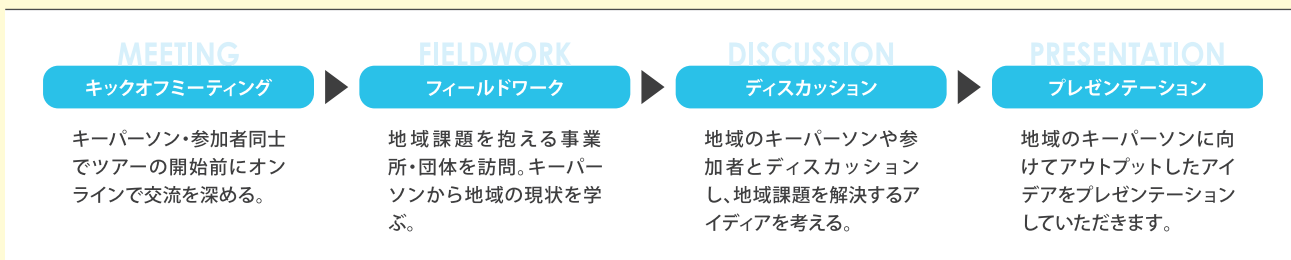 MEETING
キックオフミーティング
キーパーソン・参加者同士
でツアーの開始前にオン
ラインで交流を深める。
FIELDWORK
フィールドワーク
地域課題を抱える事業
所・団体を訪問。キーパー
ソンから地域の現状を学
ぶ。
DISCUSSION
ディスカッション
地域のキーパーソンや参
加者とディスカッション
し、地域課題を解決するア
イディアを考える。
PRESENTATION
プレゼンテーション
地域のキーパーソンに向
けてアウトプットしたアイ
デアをプレゼンテーション
していただきます。